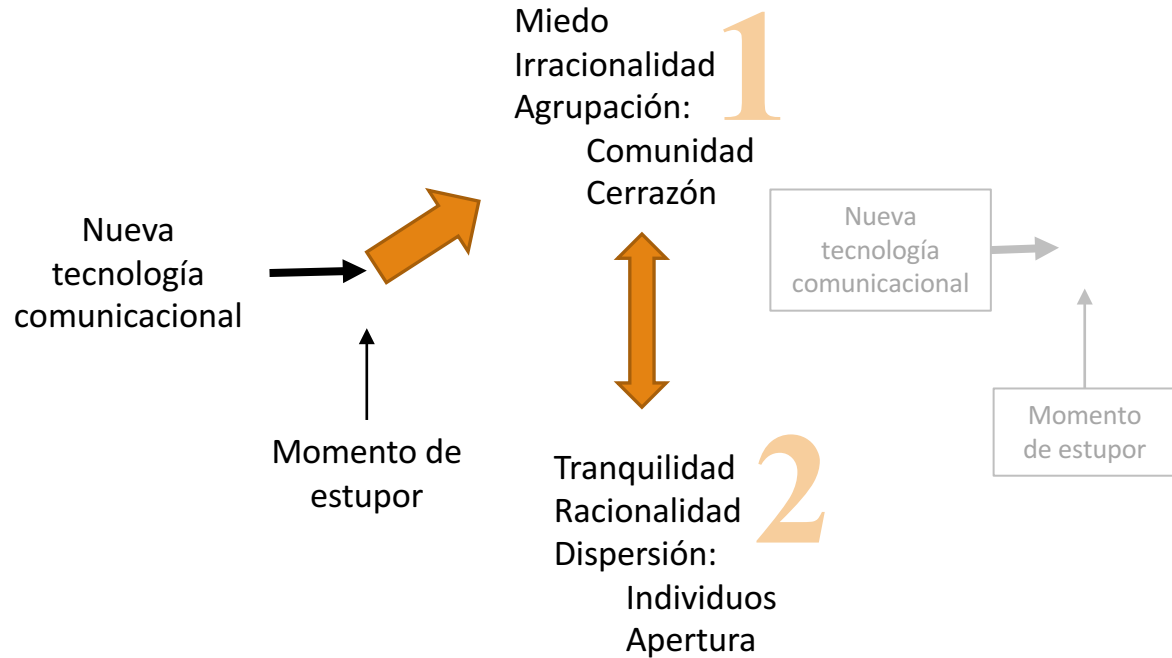 Miedo
Irracionalidad
Agrupación:
Comunidad
Cerrazón
1
Nueva
tecnología
comunicacional
Momento de
estupor
Tranquilidad
Racionalidad
Dispersión:
Individuos
Apertura
2
Nueva
tecnología
comunicacional
Momento
de estupor